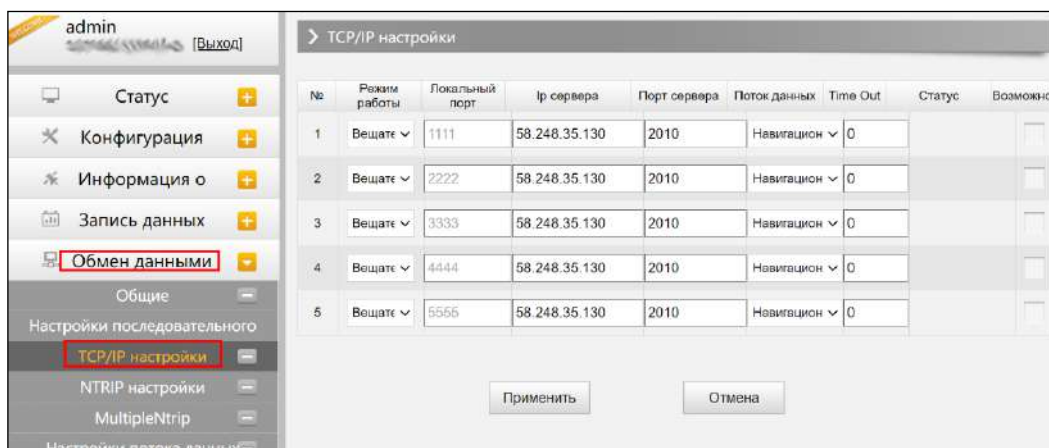 admin
[Выход]
Статус
Конфигурация
Информация о
Запись данных
Обмен данными
Общие
Настройки последовательного
TCP/IP настройки
NTRIP настройки
MultipleNtrip
Настройки потока данных
TCP/IP настройки
№ Режим работы Локальный порт Ip сервера Порт сервера Поток данных Time Out Статус Возможно
1 Вещате 1111 58.248.35.130 2010 Навигацион 0
2 Вещате 2222 58.248.35.130 2010 Навигацион 0
3 Вещате 3333 58.248.35.130 2010 Навигацион 0
4 Вещате 4444 58.248.35.130 2010 Навигацион 0
5 Вещате 5555 58.248.35.130 2010 Навигацион 0
Применить Отмена